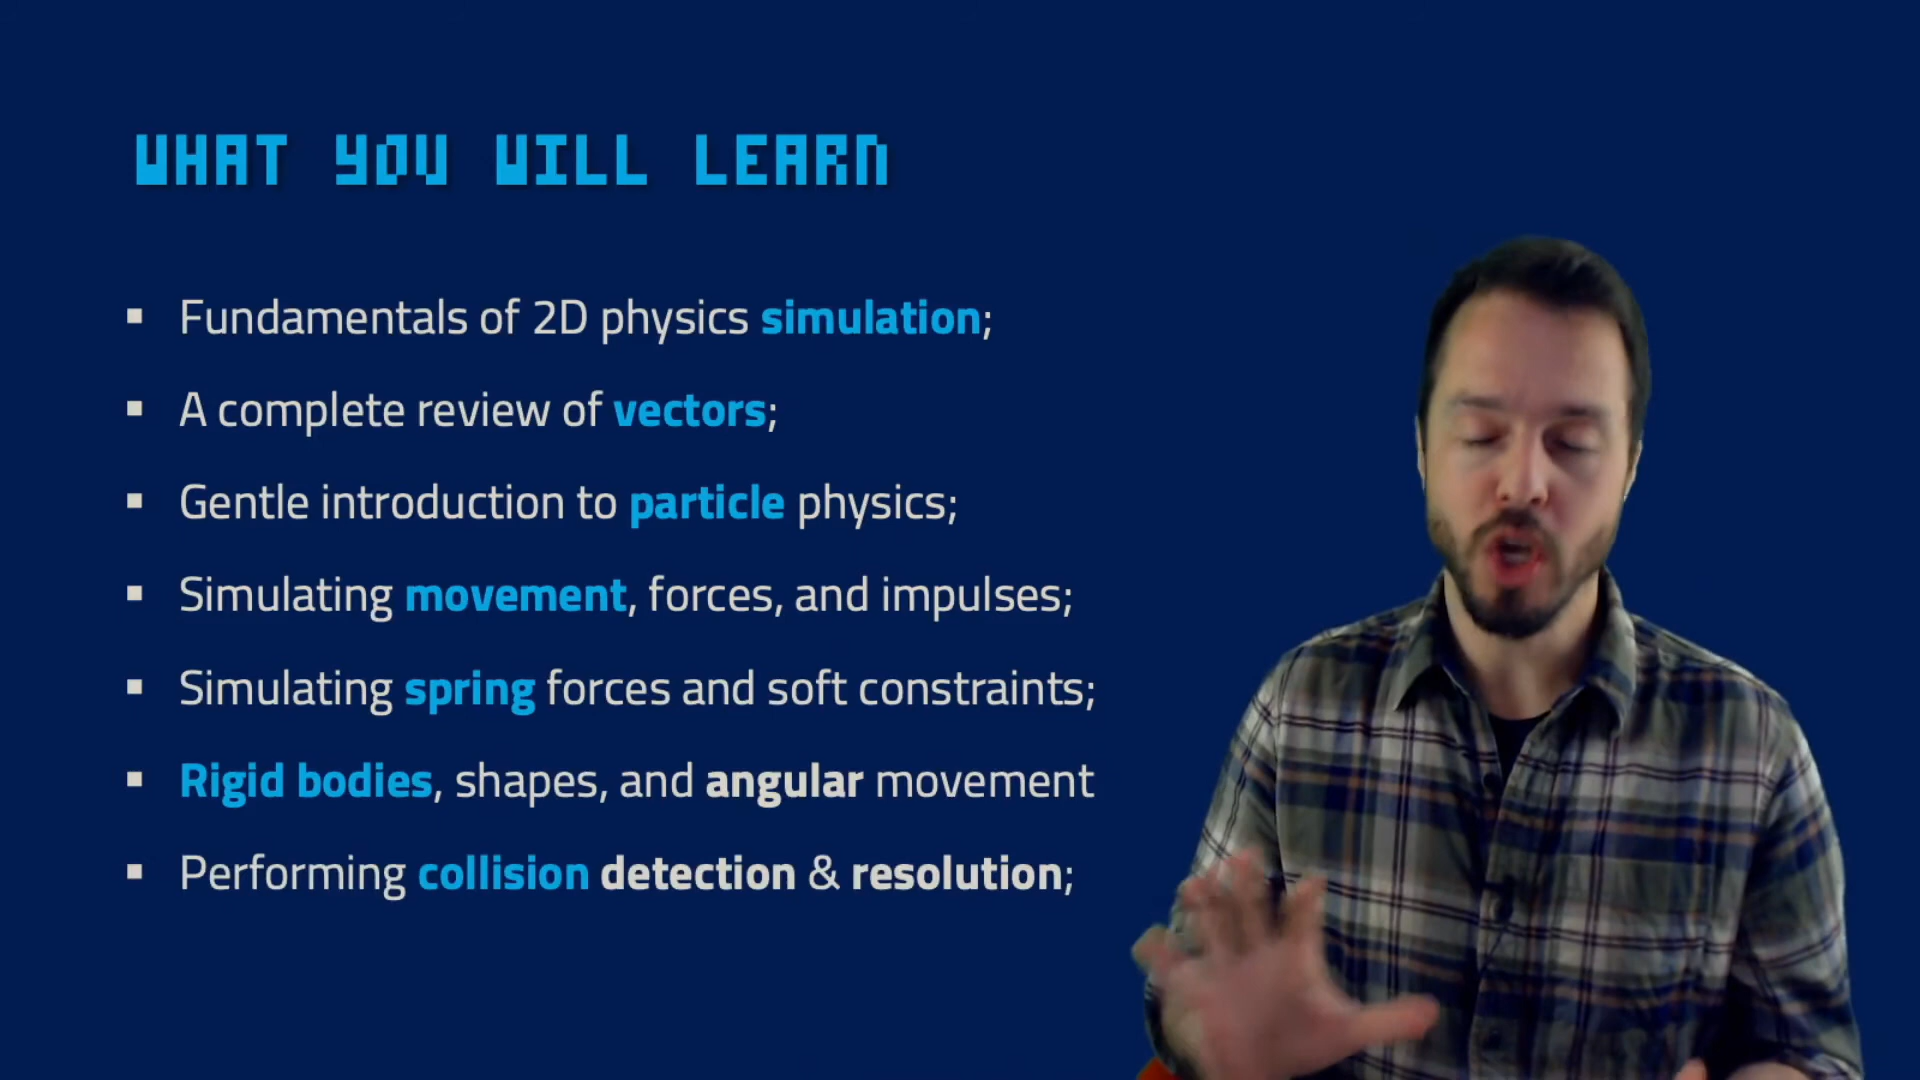 WHAT YOU WILL LEARN
▪ Fundamentals of 2D physics simulation;
▪ A complete review of vectors;
▪ Gentle introduction to particle physics;
▪ Simulating movement, forces, and impulses;
▪ Simulating spring forces and soft constraints;
▪ Rigid bodies, shapes, and angular movement
▪ Performing collision detection & resolution;